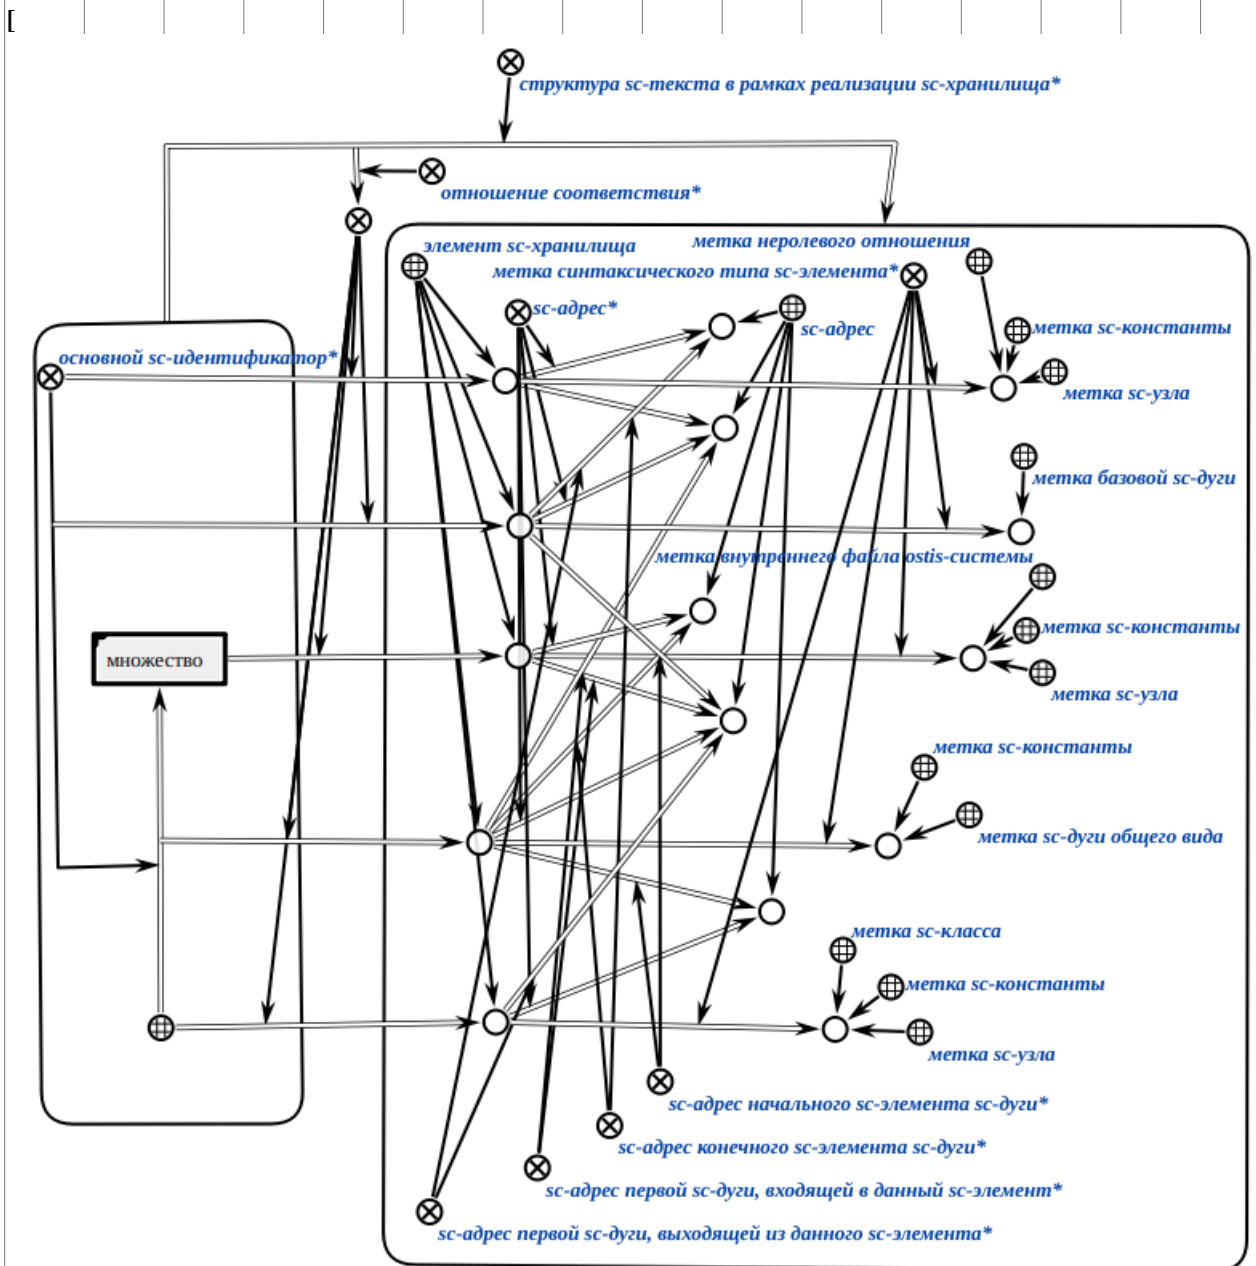 [
структура sc-текста в рамках реализации sc-хранилища*
отношение соответствия*
метка неролевого отношения
элемент sc-хранилища
метка синтаксического типа sc-элемента*
sc-адрес*
sc-адрес
метка sc-константы
основной sc-идентификатор*
метка sc-узла
метка базовой sc-дуги
метка внутреннего файла ostis-системы
метка sc-константы
множество
метка sc-узла
метка sc-константы
метка sc-дуги общего вида
метка sc-класса
метка sc-константы
метка sc-узла
sc-адрес начального sc-элемента sc-дуги*
sc-адрес конечного sc-элемента sc-дуги*
sc-адрес первой sc-дуги, входящей в данный sc-элемент*
sc-адрес первой sc-дуги, выходящей из данного sc-элемента*